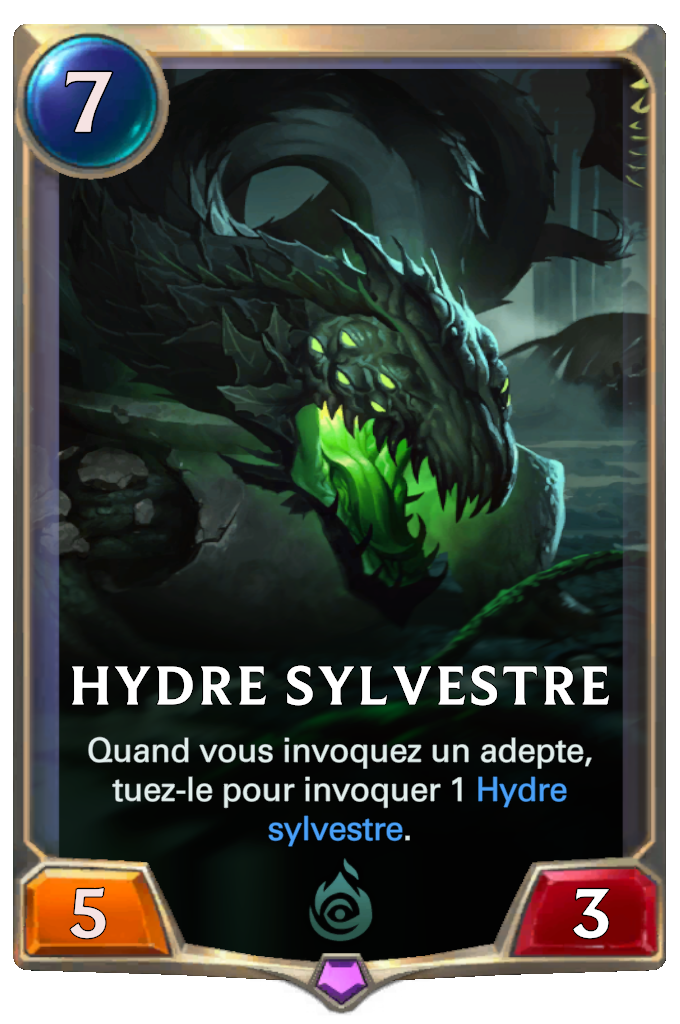 7
HYDRE SYLVESTRE
Quand vous invoquez un adepte,
tuez-le pour invoquer 1 Hydre
sylvestre.
5
3